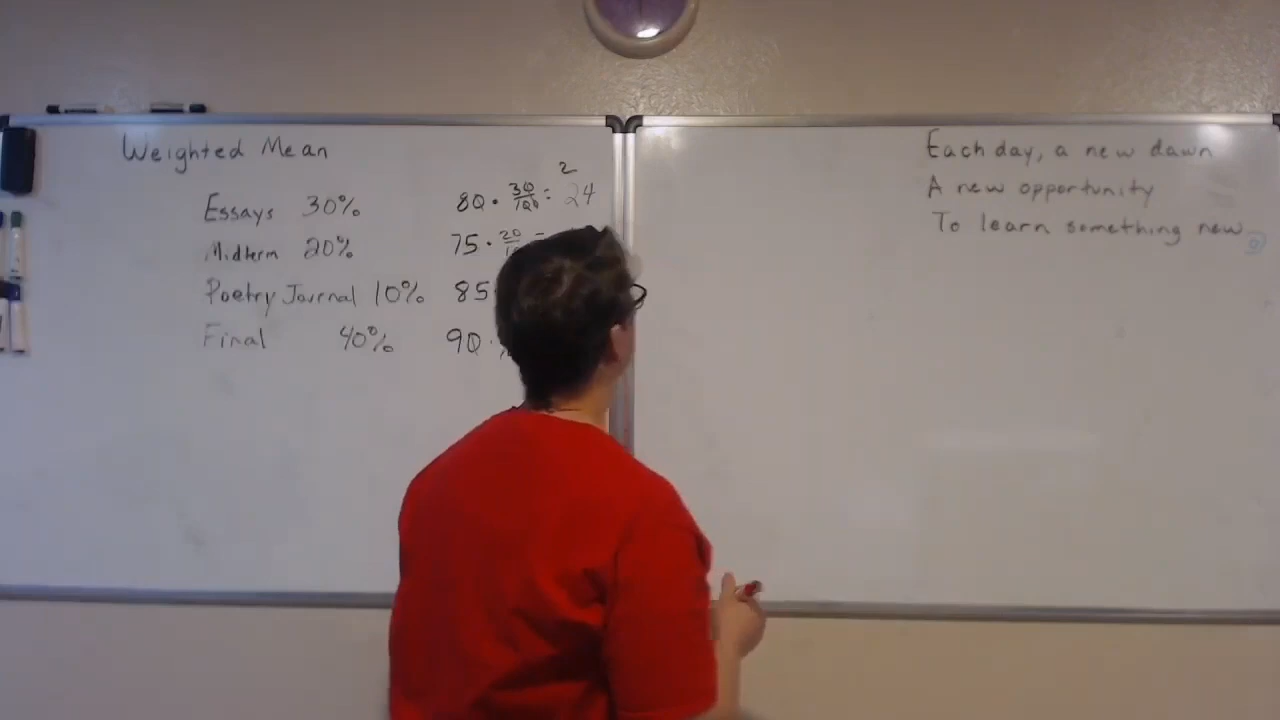 Weighted Mean
2
Essays 30% 80 · 30/100 = 24
Midterm 20% 75 · 20/
Poetry Journal 10% 85
Final 40% 90 ·
Each day, a new dawn
A new opportunity
To learn something new